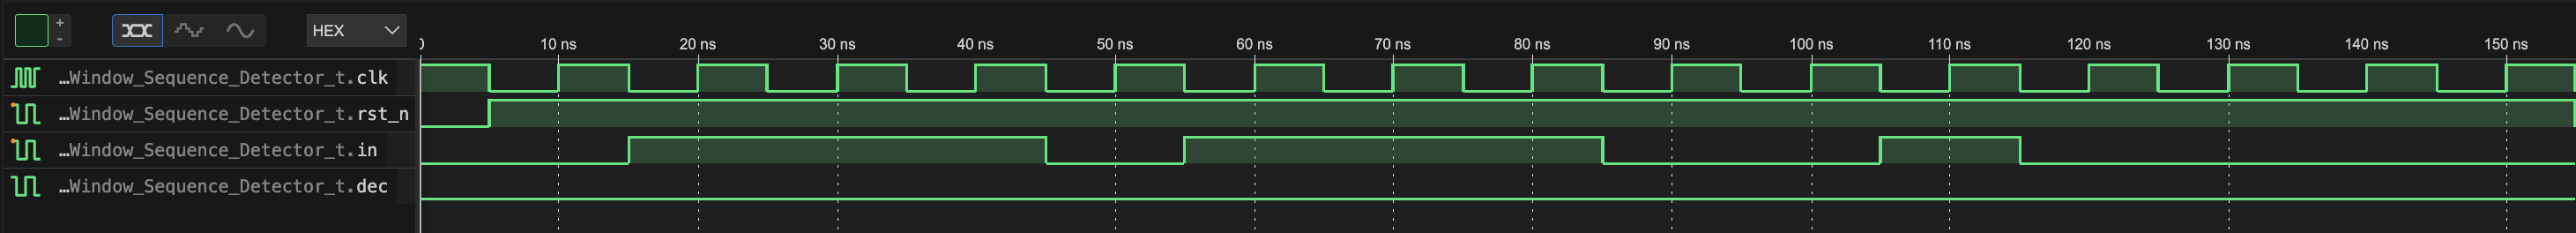 +
-
HEX
0 10 ns 20 ns 30 ns 40 ns 50 ns 60 ns 70 ns 80 ns 90 ns 100 ns 110 ns 120 ns 130 ns 140 ns 150 ns
…Window_Sequence_Detector_t.clk
…Window_Sequence_Detector_t.rst_n
…Window_Sequence_Detector_t.in
…Window_Sequence_Detector_t.dec